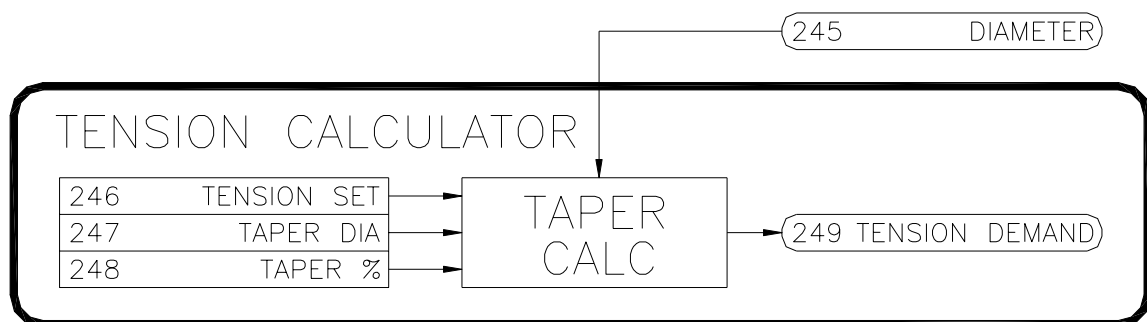 245 DIAMETER
TENSION CALCULATOR
246 TENSION SET
247 TAPER DIA
248 TAPER %
TAPER
CALC
249 TENSION DEMAND